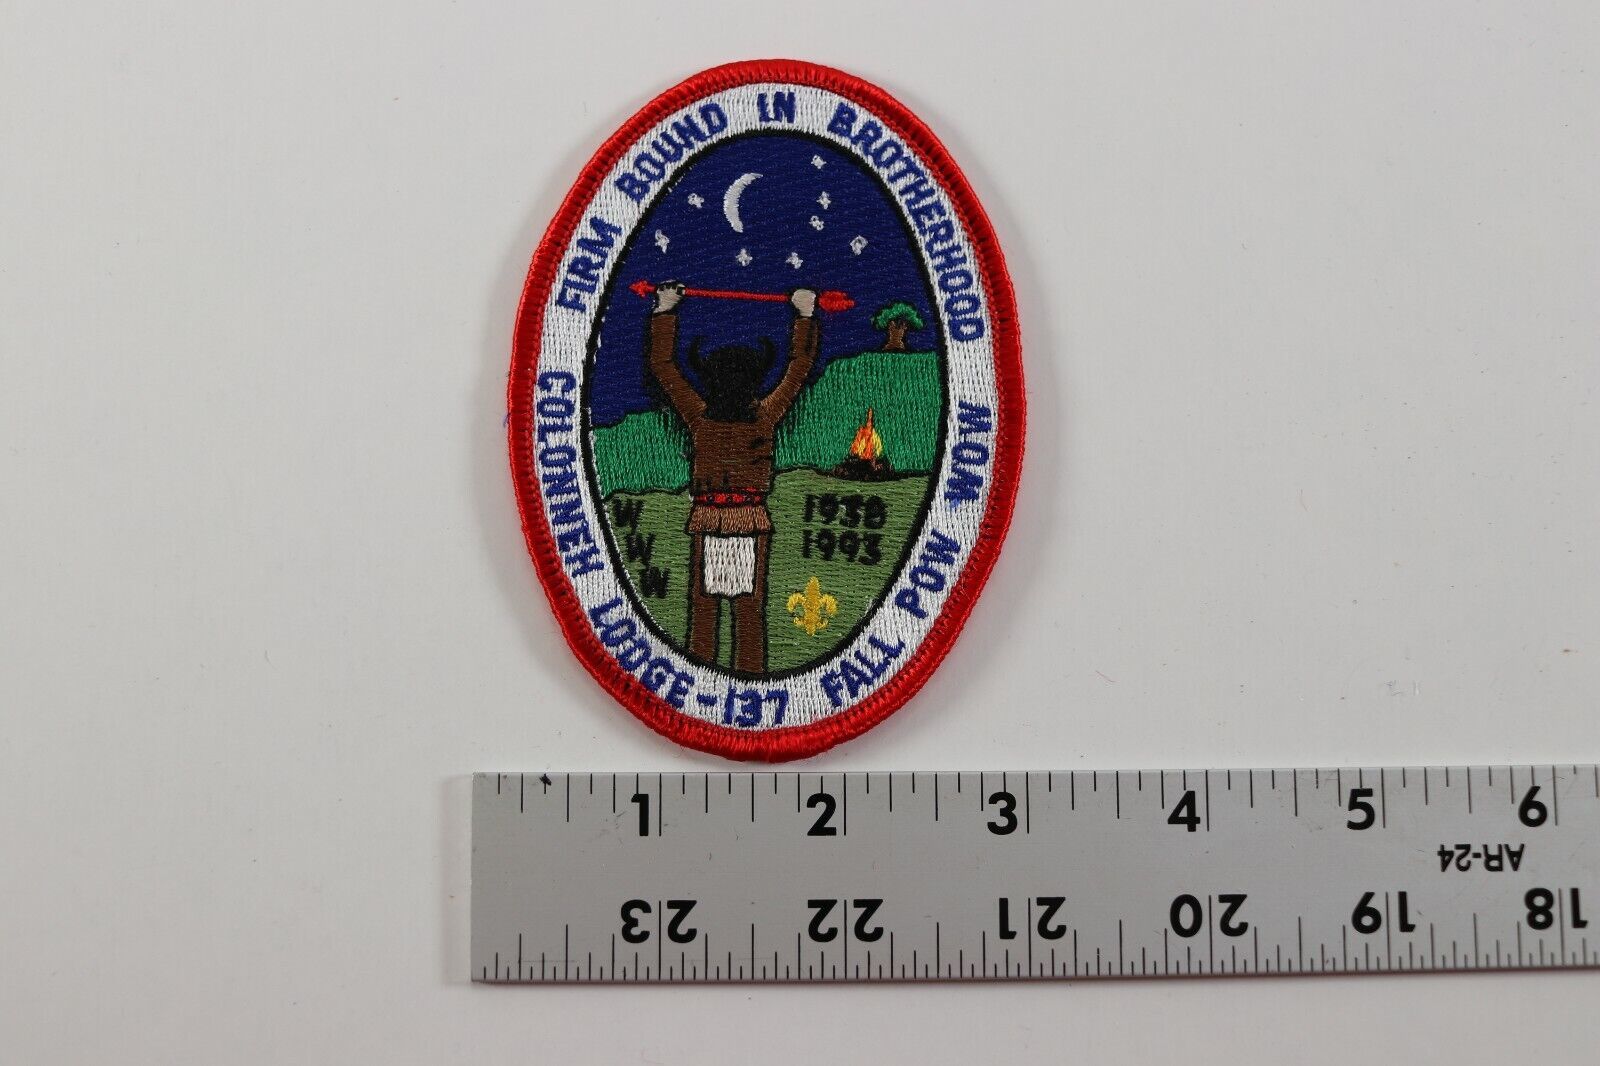 FIRM BOUND IN BROTHERHOOD
COLONNEH LODGE-137 FALL POW WOW
W
W
W
1938
1993
1 2 3 4 5 6
AR-24
23 22 21 20 19 18